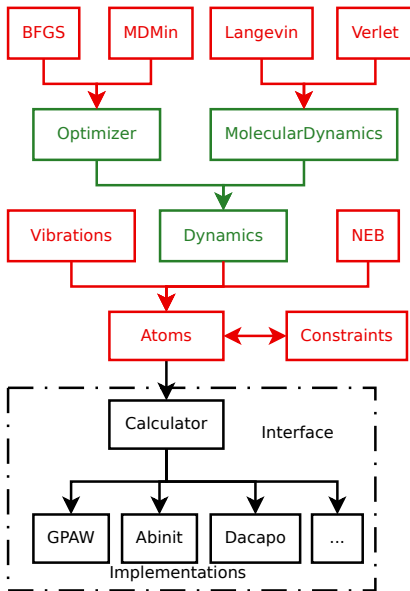 BFGS
MDMin
Langevin
Verlet
Optimizer
MolecularDynamics
Vibrations
Dynamics
NEB
Atoms
Constraints
Calculator
Interface
GPAW
Abinit
Dacapo
...
Implementations